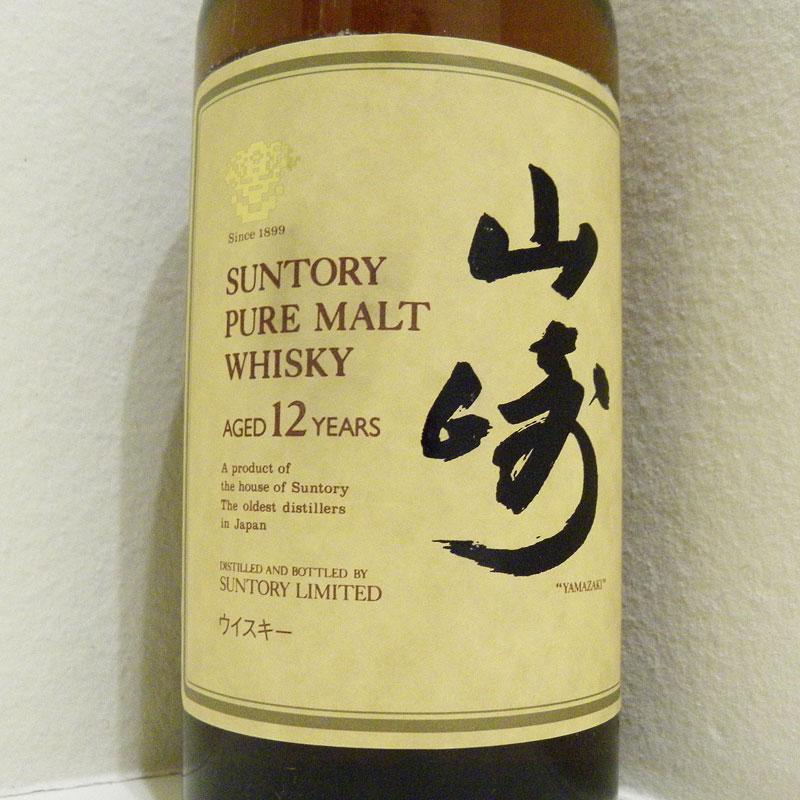 Since 1899
SUNTORY
PURE MALT
WHISKY
AGED 12 YEARS
A product of
the house of Suntory
The oldest distillers
in Japan
DISTILLED AND BOTTLED BY
SUNTORY LIMITED
ウイスキー
山崎
"YAMAZAKI"